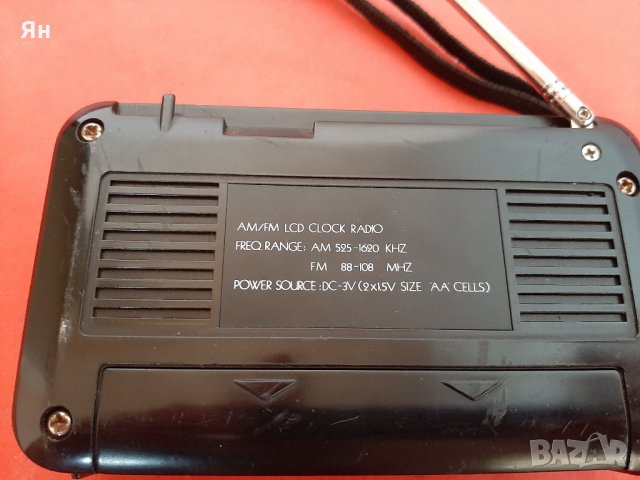 Ян
AM/FM LCD CLOCK RADIO
FREQ. RANGE: AM 525-1620 KHZ
FM 88-108 MHZ
POWER SOURCE: DC-3V (2x1.5V SIZE 'AA' CELLS)
BAZAR